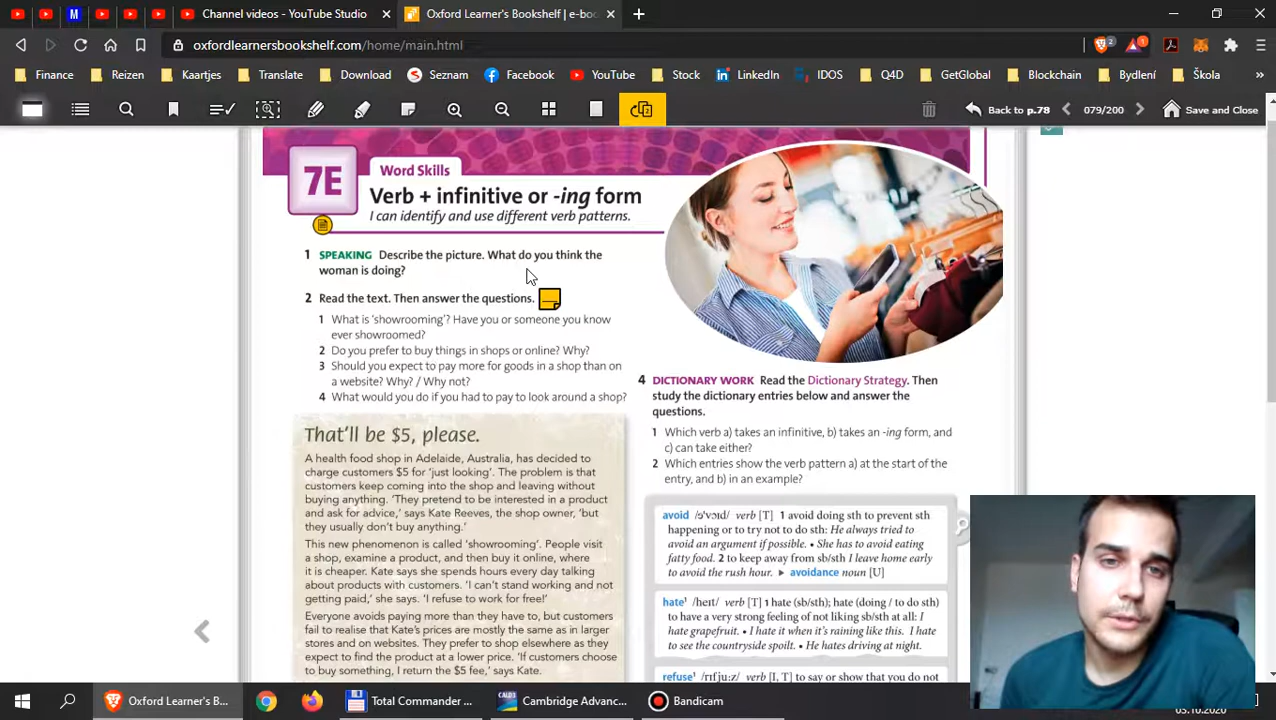 Channel videos - YouTube Studio
Oxford Learner's Bookshelf | e-boo
oxfordlearnersbookshelf.com/home/main.html
Finance Reizen Kaartjes Translate Download Seznam Facebook YouTube Stock LinkedIn IDOS Q4D GetGlobal Blockchain Bydlení Škola »
Back to p.78 079/200 Save and Close
7E
Word Skills
Verb + infinitive or -ing form
I can identify and use different verb patterns.
1 SPEAKING Describe the picture. What do you think the
woman is doing?
2 Read the text. Then answer the questions.
1 What is 'showrooming'? Have you or someone you know
ever showroomed?
2 Do you prefer to buy things in shops or online? Why?
3 Should you expect to pay more for goods in a shop than on
a website? Why? / Why not?
4 What would you do if you had to pay to look around a shop?
That'll be $5, please.
A health food shop in Adelaide, Australia, has decided to
charge customers $5 for 'just looking'. The problem is that
customers keep coming into the shop and leaving without
buying anything. 'They pretend to be interested in a product
and ask for advice,' says Kate Reeves, the shop owner, 'but
they usually don't buy anything.'
This new phenomenon is called 'showrooming'. People visit
a shop, examine a product, and then buy it online, where
it is cheaper. Kate says she spends hours every day talking
about products with customers. 'I can't stand working and not
getting paid,' she says. 'I refuse to work for free!'
Everyone avoids paying more than they have to, but customers
fail to realise that Kate's prices are mostly the same as in larger
stores and on websites. They prefer to shop elsewhere as they
expect to find the product at a lower price. 'If customers choose
to buy something, I return the $5 fee,' says Kate.
4 DICTIONARY WORK Read the Dictionary Strategy. Then
study the dictionary entries below and answer the
questions.
1 Which verb a) takes an infinitive, b) takes an -ing form, and
c) can take either?
2 Which entries show the verb pattern a) at the start of the
entry, and b) in an example?
avoid /ə'vɔɪd/ verb [T] 1 avoid doing sth to prevent sth
happening or to try not to do sth: He always tried to
avoid an argument if possible. • She has to avoid eating
fatty food. 2 to keep away from sb/sth I leave home early
to avoid the rush hour. ▶ avoidance noun [U]
hate¹ /heɪt/ verb [T] 1 hate (sb/sth); hate (doing / to do sth)
to have a very strong feeling of not liking sb/sth at all: I
hate grapefruit. • I hate it when it's raining like this. I hate
to see the countryside spoilt. • He hates driving at night.
refuse¹ /rɪ'fjuːz/ verb [I, T] to say or show that you do not
Oxford Learner's B... Total Commander ... Cambridge Advanc... Bandicam
03.10.2020